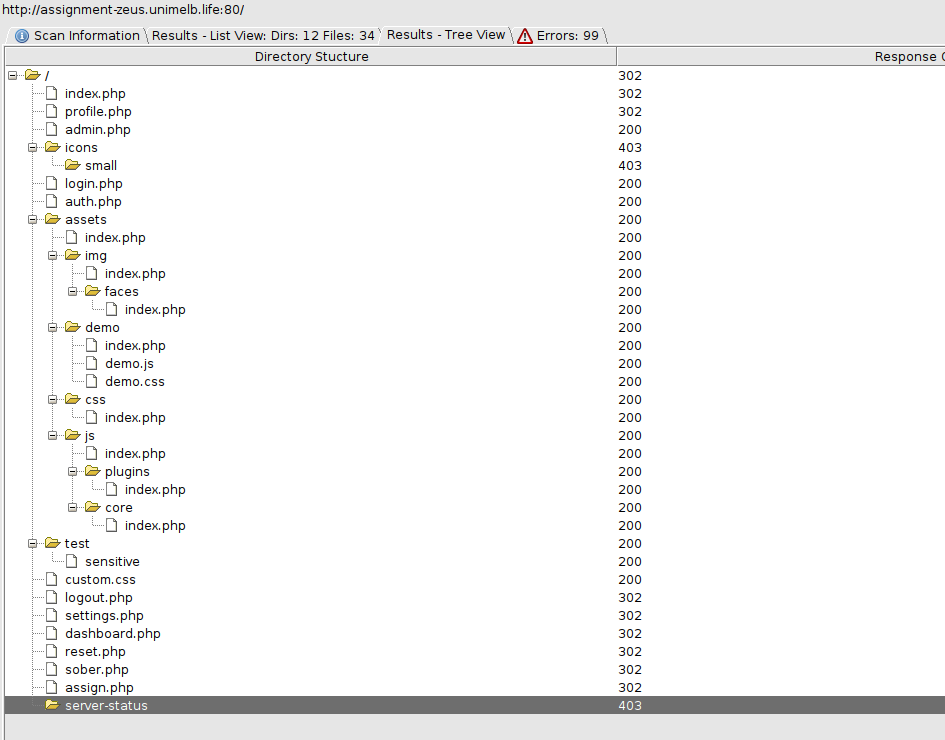 http://assignment-zeus.unimelb.life:80/
Scan Information Results - List View: Dirs: 12 Files: 34 Results - Tree View Errors: 99
Directory Stucture Response C
/ 302
index.php 302
profile.php 302
admin.php 200
icons 403
small 403
login.php 200
auth.php 200
assets 200
index.php 200
img 200
index.php 200
faces 200
index.php 200
demo 200
index.php 200
demo.js 200
demo.css 200
css 200
index.php 200
js 200
index.php 200
plugins 200
index.php 200
core 200
index.php 200
test 200
sensitive 200
custom.css 200
logout.php 302
settings.php 302
dashboard.php 302
reset.php 302
sober.php 302
assign.php 302
server-status 403